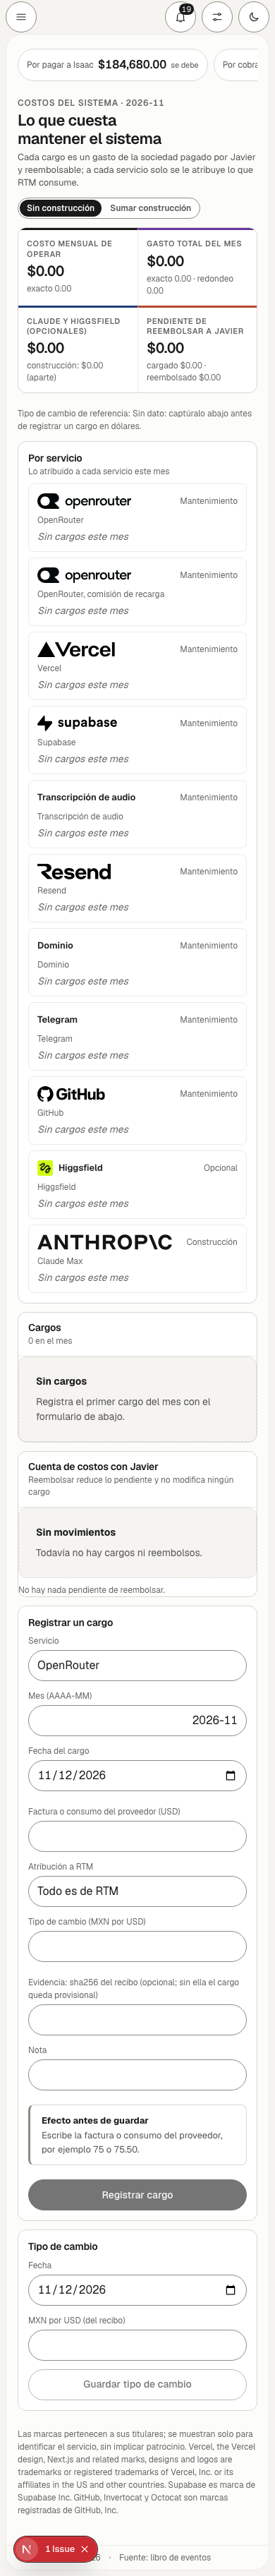 19
Por pagar a Isaac $184,680.00 se debe
Por cobra
COSTOS DEL SISTEMA · 2026-11
Lo que cuesta
mantener el sistema
Cada cargo es un gasto de la sociedad pagado por Javier
y reembolsable; a cada servicio solo se le atribuye lo que
RTM consume.
Sin construcción Sumar construcción
COSTO MENSUAL DE
OPERAR
$0.00
exacto 0.00
GASTO TOTAL DEL MES
$0.00
exacto 0.00 · redondeo
0.00
CLAUDE Y HIGGSFIELD
(OPCIONALES)
$0.00
construcción: $0.00
(aparte)
PENDIENTE DE
REEMBOLSAR A JAVIER
$0.00
cargado $0.00 ·
reembolsado $0.00
Tipo de cambio de referencia: Sin dato: captúralo abajo antes
de registrar un cargo en dólares.
Por servicio
Lo atribuido a cada servicio este mes
openrouter Mantenimiento
OpenRouter
Sin cargos este mes
openrouter Mantenimiento
OpenRouter, comisión de recarga
Sin cargos este mes
Vercel Mantenimiento
Vercel
Sin cargos este mes
supabase Mantenimiento
Supabase
Sin cargos este mes
Transcripción de audio Mantenimiento
Transcripción de audio
Sin cargos este mes
Resend Mantenimiento
Resend
Sin cargos este mes
Dominio Mantenimiento
Dominio
Sin cargos este mes
Telegram Mantenimiento
Telegram
Sin cargos este mes
GitHub Mantenimiento
GitHub
Sin cargos este mes
Higgsfield Opcional
Higgsfield
Sin cargos este mes
ANTHROP\C Construcción
Claude Max
Sin cargos este mes
Cargos
0 en el mes
Sin cargos
Registra el primer cargo del mes con el
formulario de abajo.
Cuenta de costos con Javier
Reembolsar reduce lo pendiente y no modifica ningún
cargo
Sin movimientos
Todavía no hay cargos ni reembolsos.
No hay nada pendiente de reembolsar.
Registrar un cargo
Servicio
OpenRouter
Mes (AAAA-MM)
2026-11
Fecha del cargo
11/12/2026
Factura o consumo del proveedor (USD)
Atribución a RTM
Todo es de RTM
Tipo de cambio (MXN por USD)
Evidencia: sha256 del recibo (opcional; sin ella el cargo
queda provisional)
Nota
Efecto antes de guardar
Escribe la factura o consumo del proveedor,
por ejemplo 75 o 75.50.
Registrar cargo
Tipo de cambio
Fecha
11/12/2026
MXN por USD (del recibo)
Guardar tipo de cambio
Las marcas pertenecen a sus titulares; se muestran solo para
identificar el servicio, sin implicar patrocinio. Vercel, the Vercel
design, Next.js and related marks, designs and logos are
trademarks or registered trademarks of Vercel, Inc. or its
affiliates in the US and other countries. Supabase es marca de
Supabase Inc. GitHub, Invertocat y Octocat son marcas
registradas de GitHub, Inc.
N 1 Issue
· Fuente: libro de eventos